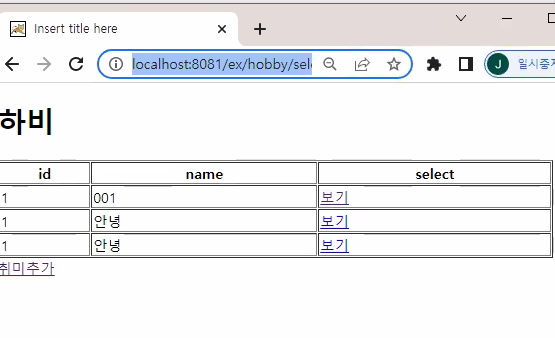 Insert title here
localhost:8081/ex/hobby/sel
J 일시중지
하비
id name select
1 001 보기
1 안녕 보기
1 안녕 보기
취미추가